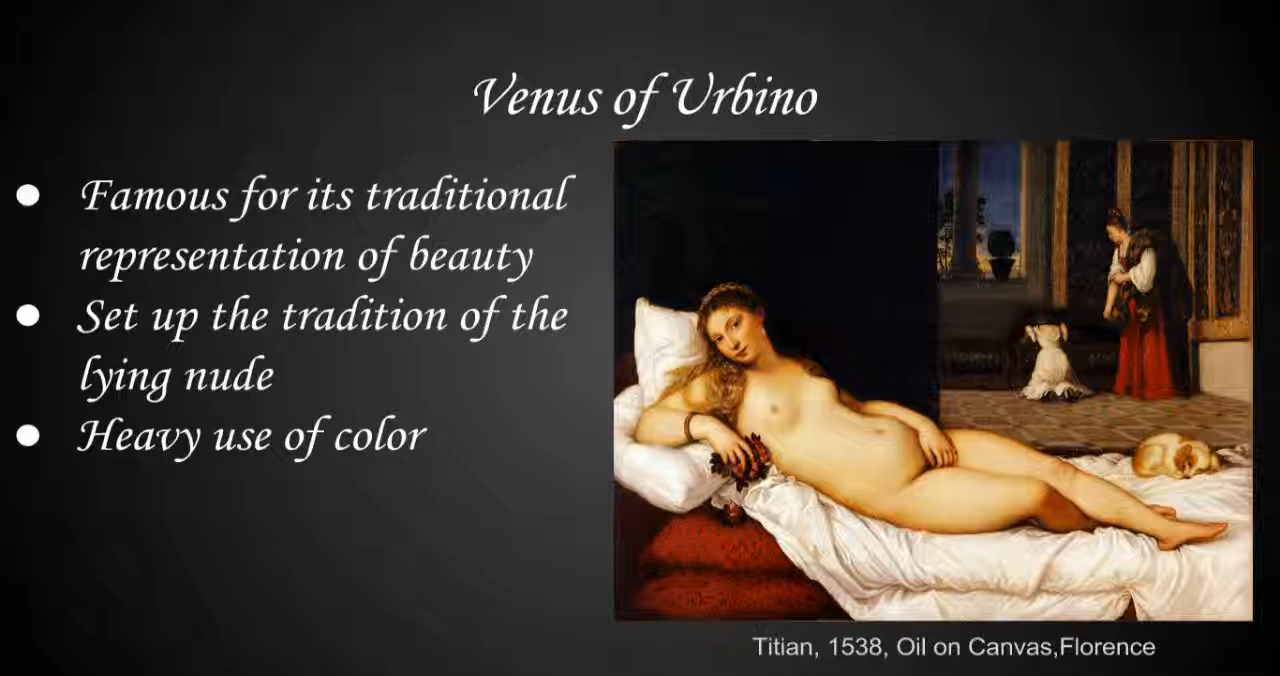 Venus of Urbino
● Famous for its traditional
representation of beauty
● Set up the tradition of the
lying nude
● Heavy use of color
Titian, 1538, Oil on Canvas,Florence